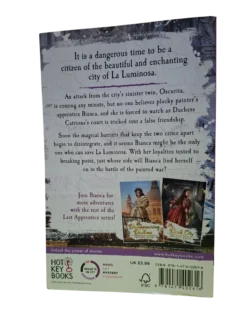 It is a dangerous time to be a
citizen of the beautiful and enchanting
city of La Luminosa.
An attack from the city's sinister twin, Oscurita,
is coming any minute, but no one believes plucky painter's
apprentice Bianca, and she is forced to watch as Duchess
Catriona's court is tricked into a false friendship.
Soon the magical barriers that keep the two cities apart
begin to disintegrate, and it seems Bianca might be the only
one who can save La Luminosa. With her loyalties tested to
breaking point, just whose side will Bianca find herself
on in the battle of the painted war?
Join Bianca for
more adventures
with the rest of the
Last Apprentice series!
HOT
KEY
BOOKS
UK £5.99
FSC